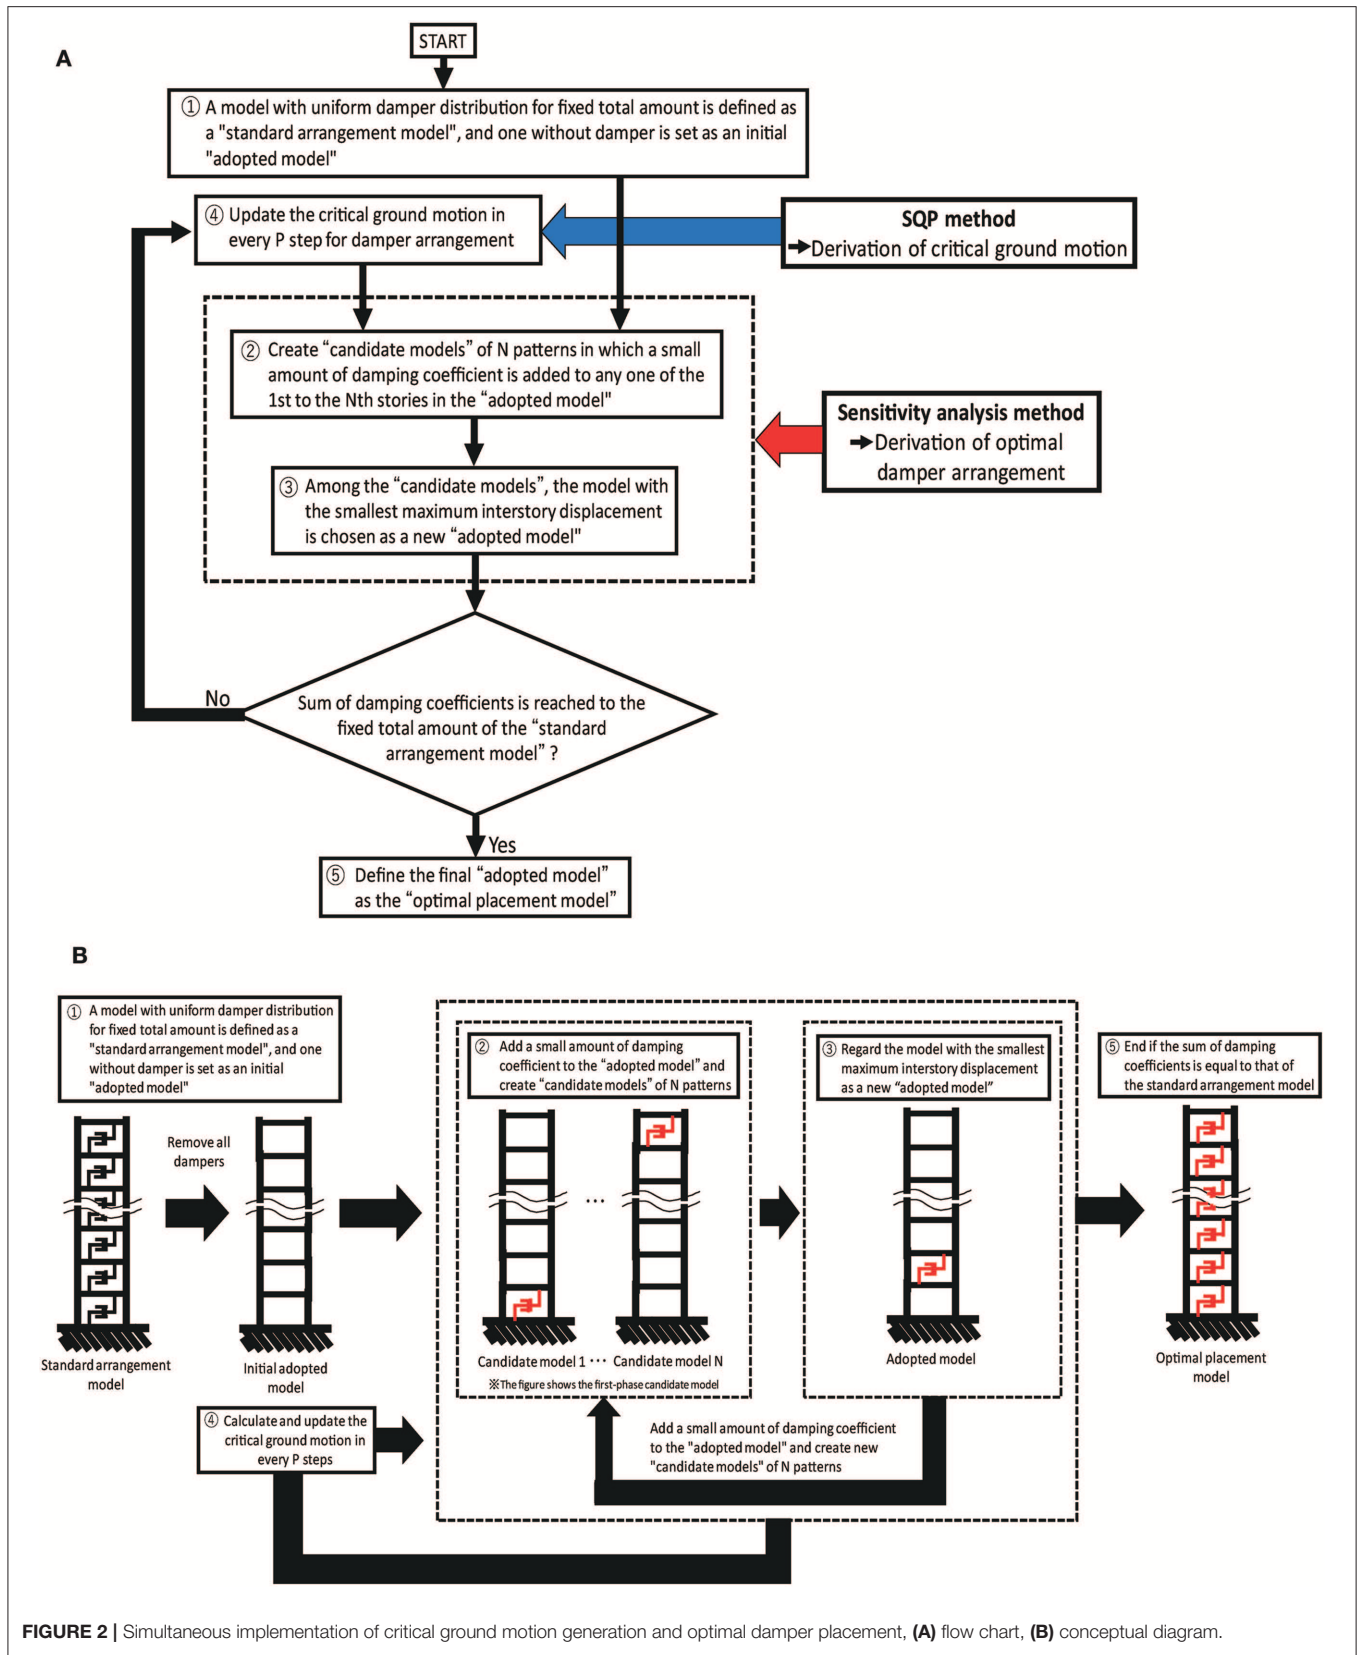 A
START
① A model with uniform damper distribution for fixed total amount is defined as
a "standard arrangement model", and one without damper is set as an initial
"adopted model"
④ Update the critical ground motion in
every P step for damper arrangement
SQP method
➔Derivation of critical ground motion
② Create “candidate models” of N patterns in which a small
amount of damping coefficient is added to any one of the
1st to the Nth stories in the “adopted model"
Sensitivity analysis method
➔Derivation of optimal
damper arrangement
③ Among the “candidate models”, the model with
the smallest maximum interstory displacement
is chosen as a new “adopted model"
No
Sum of damping coefficients is reached to the
fixed total amount of the “standard
arrangement model” ?
Yes
⑤ Define the final “adopted model”
as the “optimal placement model”
B
① A model with uniform damper distribution
for fixed total amount is defined as a
"standard arrangement model", and one
without damper is set as an initial
"adopted model"
② Add a small amount of damping
coefficient to the “adopted model” and
create “candidate models” of N patterns
③ Regard the model with the smallest
maximum interstory displacement
as a new “adopted model”
⑤ End if the sum of damping
coefficients is equal to that of
the standard arrangement model
Remove all
dampers
...
Standard arrangement
model
Initial adopted
model
Candidate model 1 ··· Candidate model N
※The figure shows the first-phase candidate model
Adopted model
Optimal placement
model
④ Calculate and update the
critical ground motion in
every P steps
Add a small amount of damping coefficient
to the "adopted model" and create new
"candidate models" of N patterns
FIGURE 2 | Simultaneous implementation of critical ground motion generation and optimal damper placement, (A) flow chart, (B) conceptual diagram.